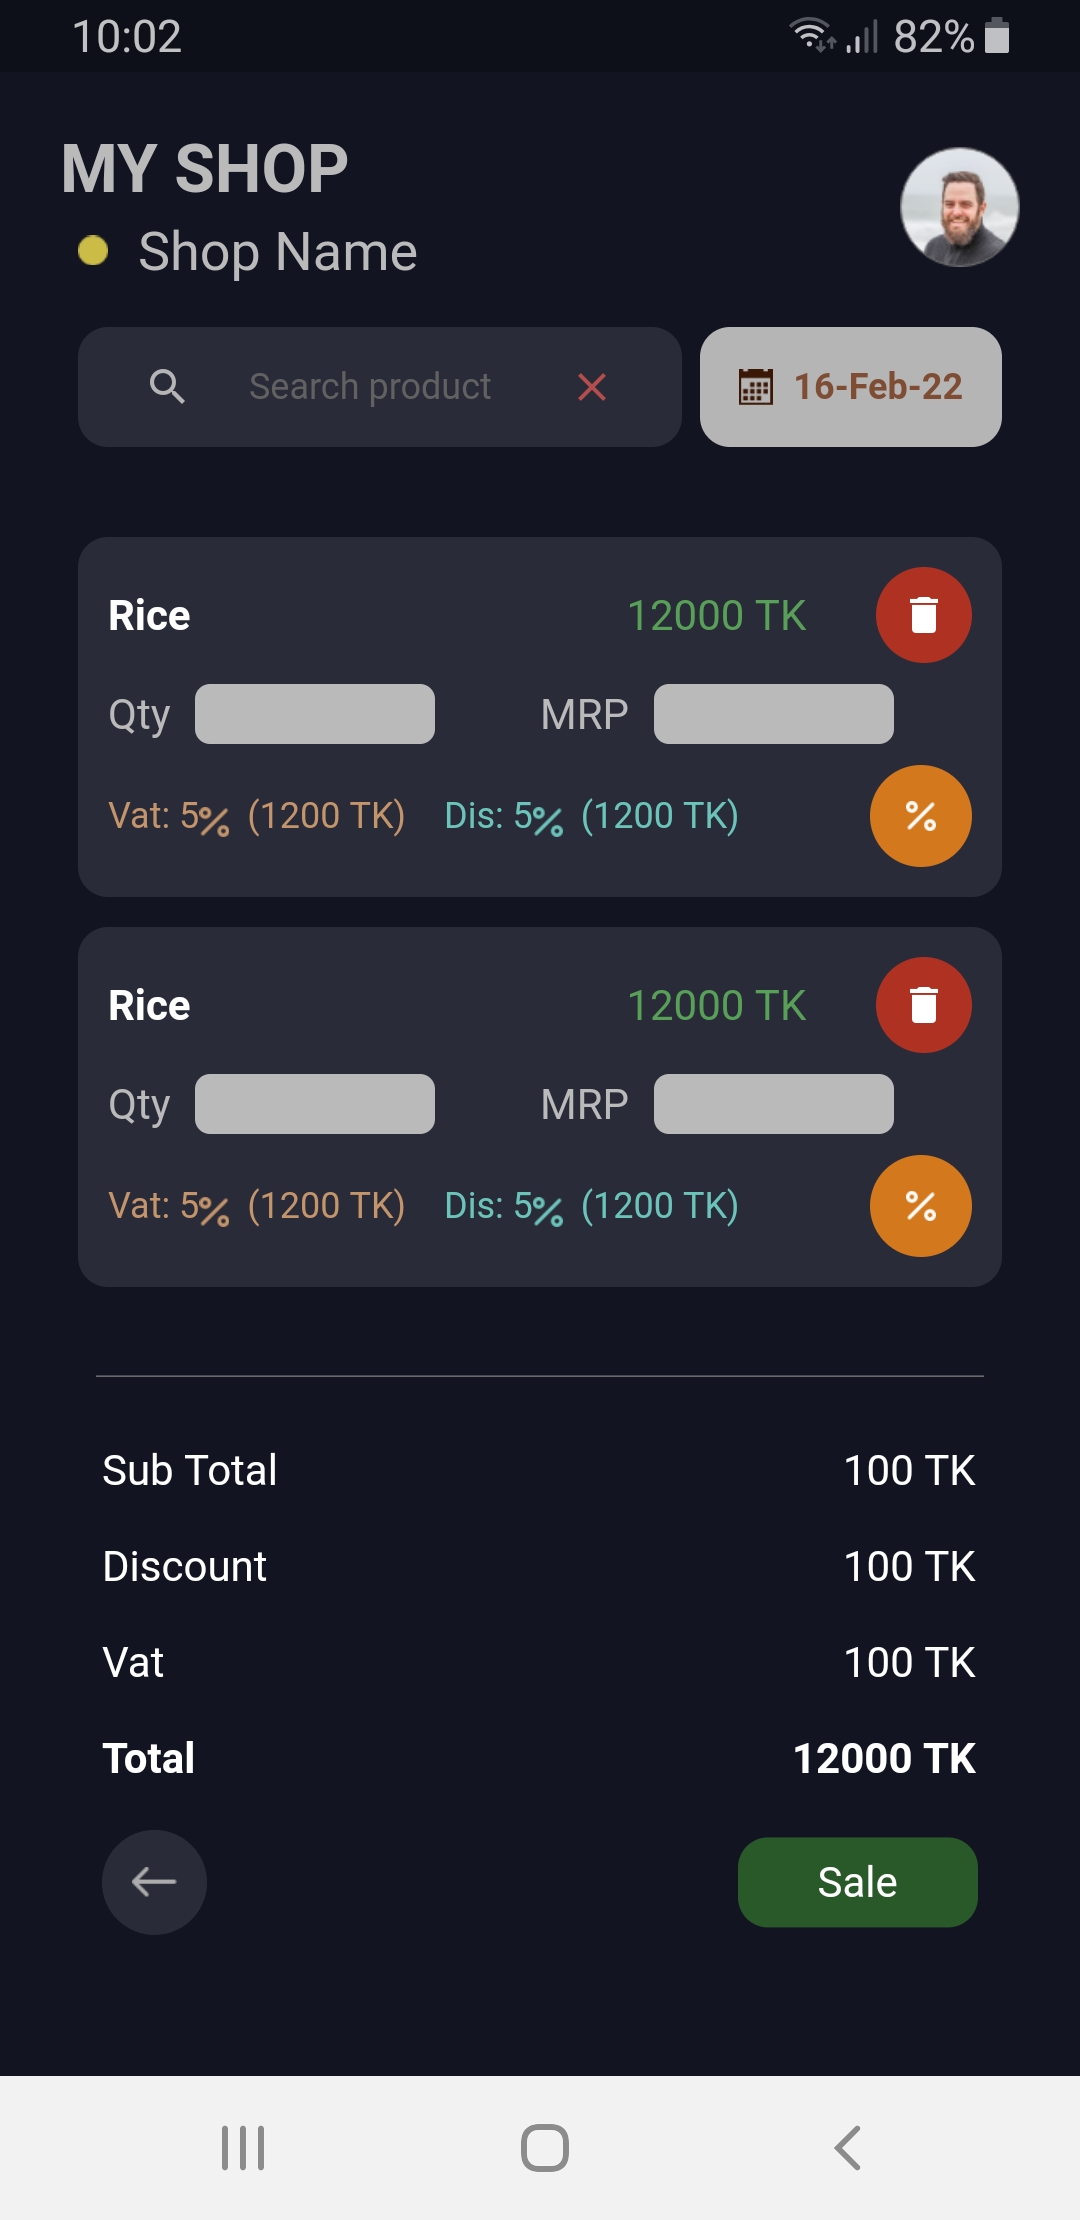 10:02 82%
MY SHOP
Shop Name
Search product 16-Feb-22
Rice 12000 TK
Qty MRP
Vat: 5% (1200 TK) Dis: 5% (1200 TK) %
Rice 12000 TK
Qty MRP
Vat: 5% (1200 TK) Dis: 5% (1200 TK) %
Sub Total 100 TK
Discount 100 TK
Vat 100 TK
Total 12000 TK
Sale